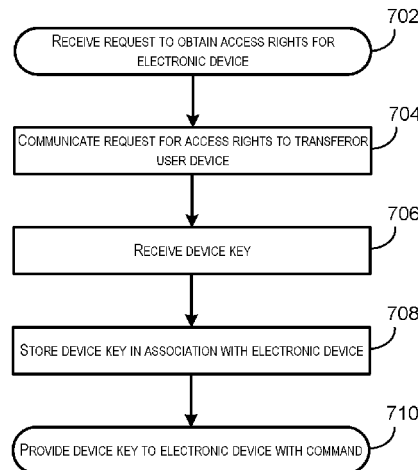 702
RECEIVE REQUEST TO OBTAIN ACCESS RIGHTS FOR
ELECTRONIC DEVICE
704
COMMUNICATE REQUEST FOR ACCESS RIGHTS TO TRANSFEROR
USER DEVICE
706
RECEIVE DEVICE KEY
708
STORE DEVICE KEY IN ASSOCIATION WITH ELECTRONIC DEVICE
710
PROVIDE DEVICE KEY TO ELECTRONIC DEVICE WITH COMMAND